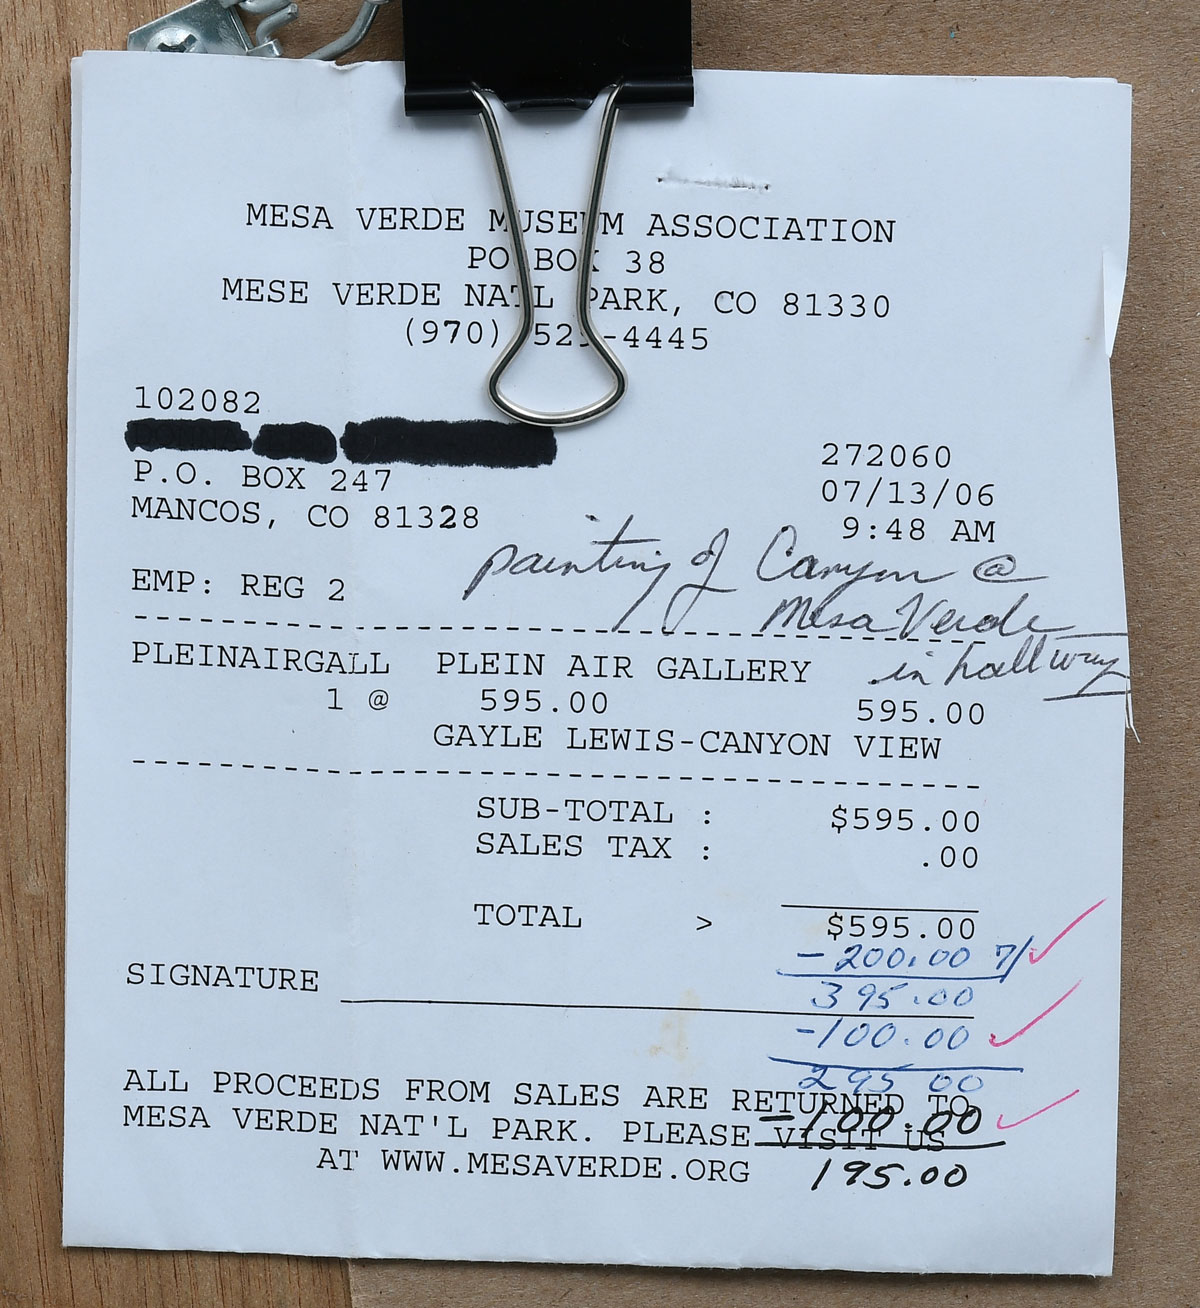 MESA VERDE MUSEUM ASSOCIATION
PO BOX 38
MESE VERDE NAT'L PARK, CO 81330
(970) 529-4445
102082
P.O. BOX 247
MANCOS, CO 81328
272060
07/13/06
9:48 AM
painting of Canyon @
Mesa Verde
in hallway
EMP: REG 2
PLEINAIRGALL PLEIN AIR GALLERY
1 @ 595.00 595.00
GAYLE LEWIS-CANYON VIEW
SUB-TOTAL : $595.00
SALES TAX : .00
TOTAL > $595.00
- 200.00 7/
SIGNATURE
395.00
-100.00
295 00
ALL PROCEEDS FROM SALES ARE RETURNED TO
-100.00
MESA VERDE NAT'L PARK. PLEASE VISIT US
AT WWW.MESAVERDE.ORG
195.00